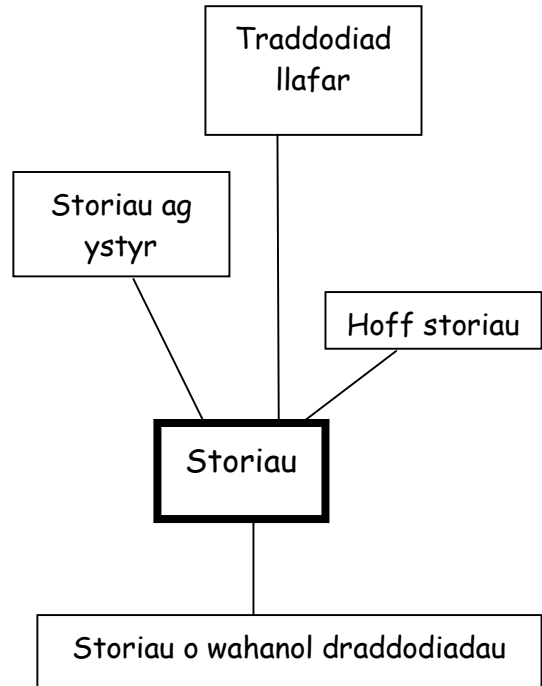 Traddodiad
llafar
Storiau ag
ystyr
Hoff storiau
Storiau
Storiau o wahanol draddodiadau